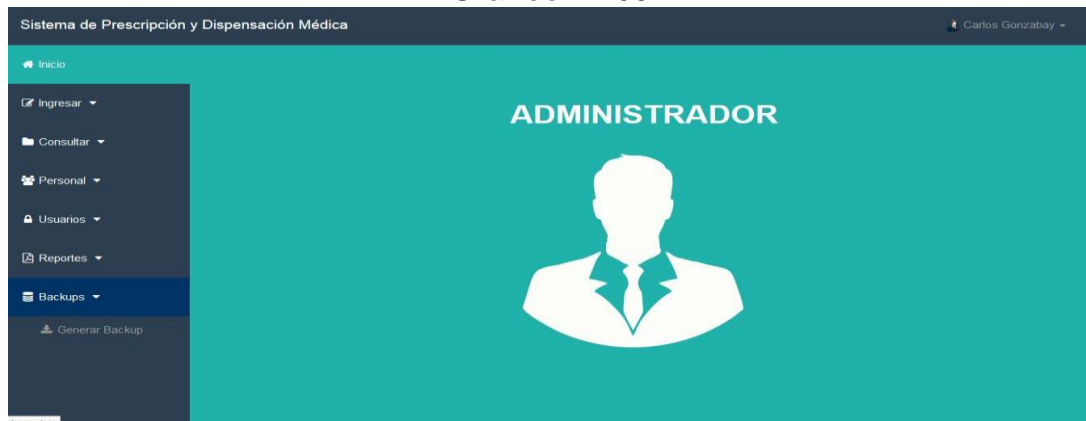 Sistema de Prescripción y Dispensación Médica
Carlos Gonzabay
Inicio
Ingresar
Consultar
Personal
Usuarios
Reportes
Backups
Generar Backup
ADMINISTRADOR